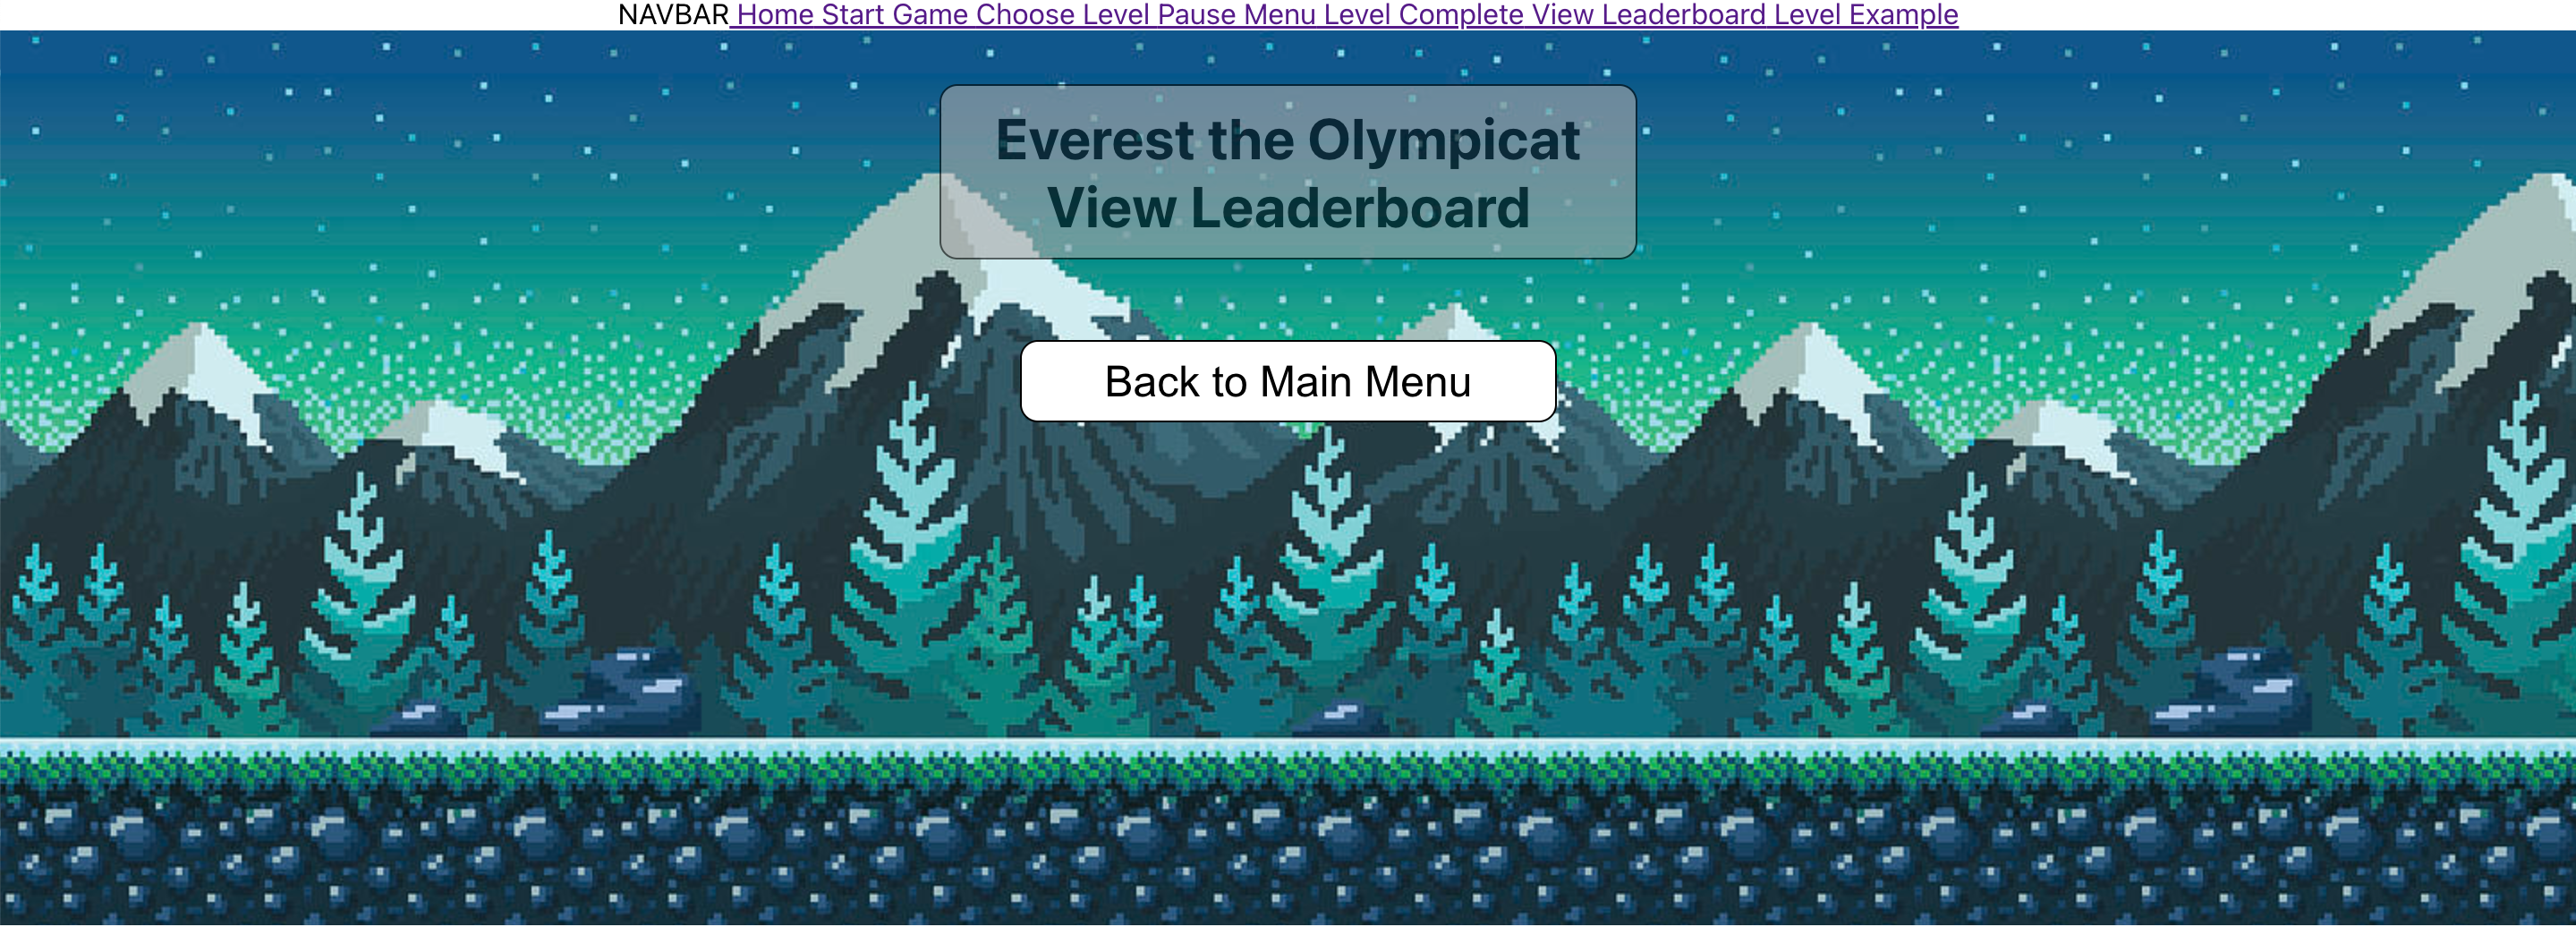 NAVBAR Home Start Game Choose Level Pause Menu Level Complete View Leaderboard Level Example
Everest the Olympicat
View Leaderboard
Back to Main Menu